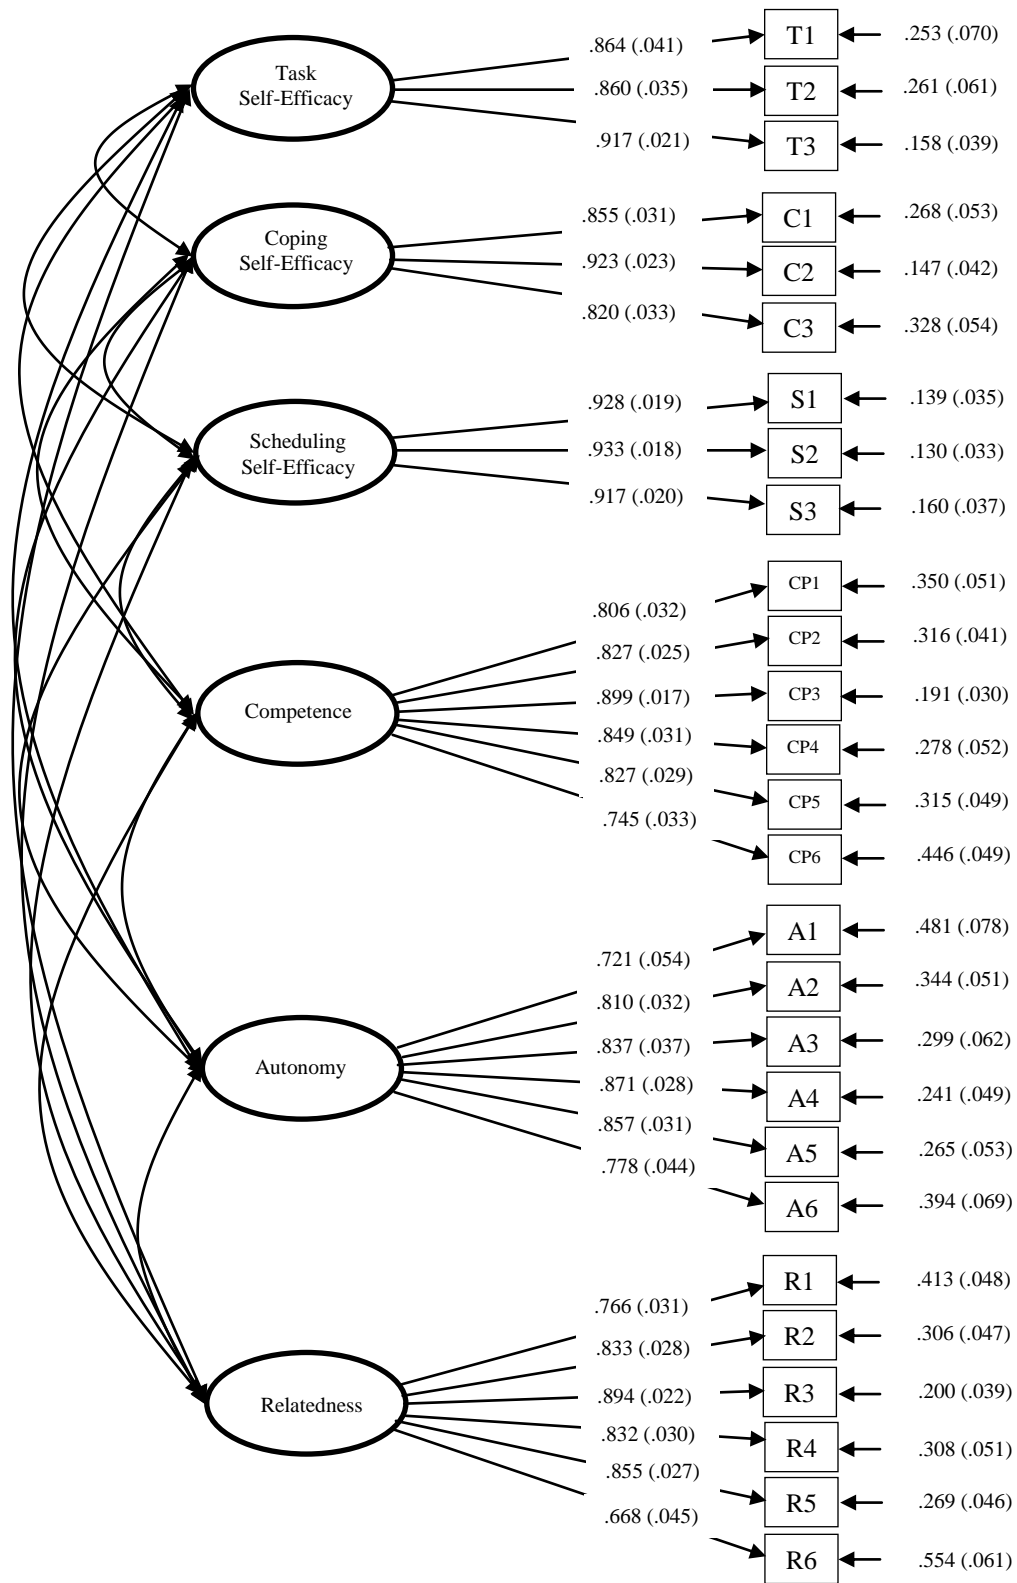 Task
Self-Efficacy
.864 (.041)
T1
.253 (.070)
.860 (.035)
T2
.261 (.061)
.917 (.021)
T3
.158 (.039)
Coping
Self-Efficacy
.855 (.031)
C1
.268 (.053)
.923 (.023)
C2
.147 (.042)
.820 (.033)
C3
.328 (.054)
Scheduling
Self-Efficacy
.928 (.019)
S1
.139 (.035)
.933 (.018)
S2
.130 (.033)
.917 (.020)
S3
.160 (.037)
Competence
.806 (.032)
CP1
.350 (.051)
.827 (.025)
CP2
.316 (.041)
.899 (.017)
CP3
.191 (.030)
.849 (.031)
CP4
.278 (.052)
.827 (.029)
CP5
.315 (.049)
.745 (.033)
CP6
.446 (.049)
Autonomy
.721 (.054)
A1
.481 (.078)
.810 (.032)
A2
.344 (.051)
.837 (.037)
A3
.299 (.062)
.871 (.028)
A4
.241 (.049)
.857 (.031)
A5
.265 (.053)
.778 (.044)
A6
.394 (.069)
Relatedness
.766 (.031)
R1
.413 (.048)
.833 (.028)
R2
.306 (.047)
.894 (.022)
R3
.200 (.039)
.832 (.030)
R4
.308 (.051)
.855 (.027)
R5
.269 (.046)
.668 (.045)
R6
.554 (.061)